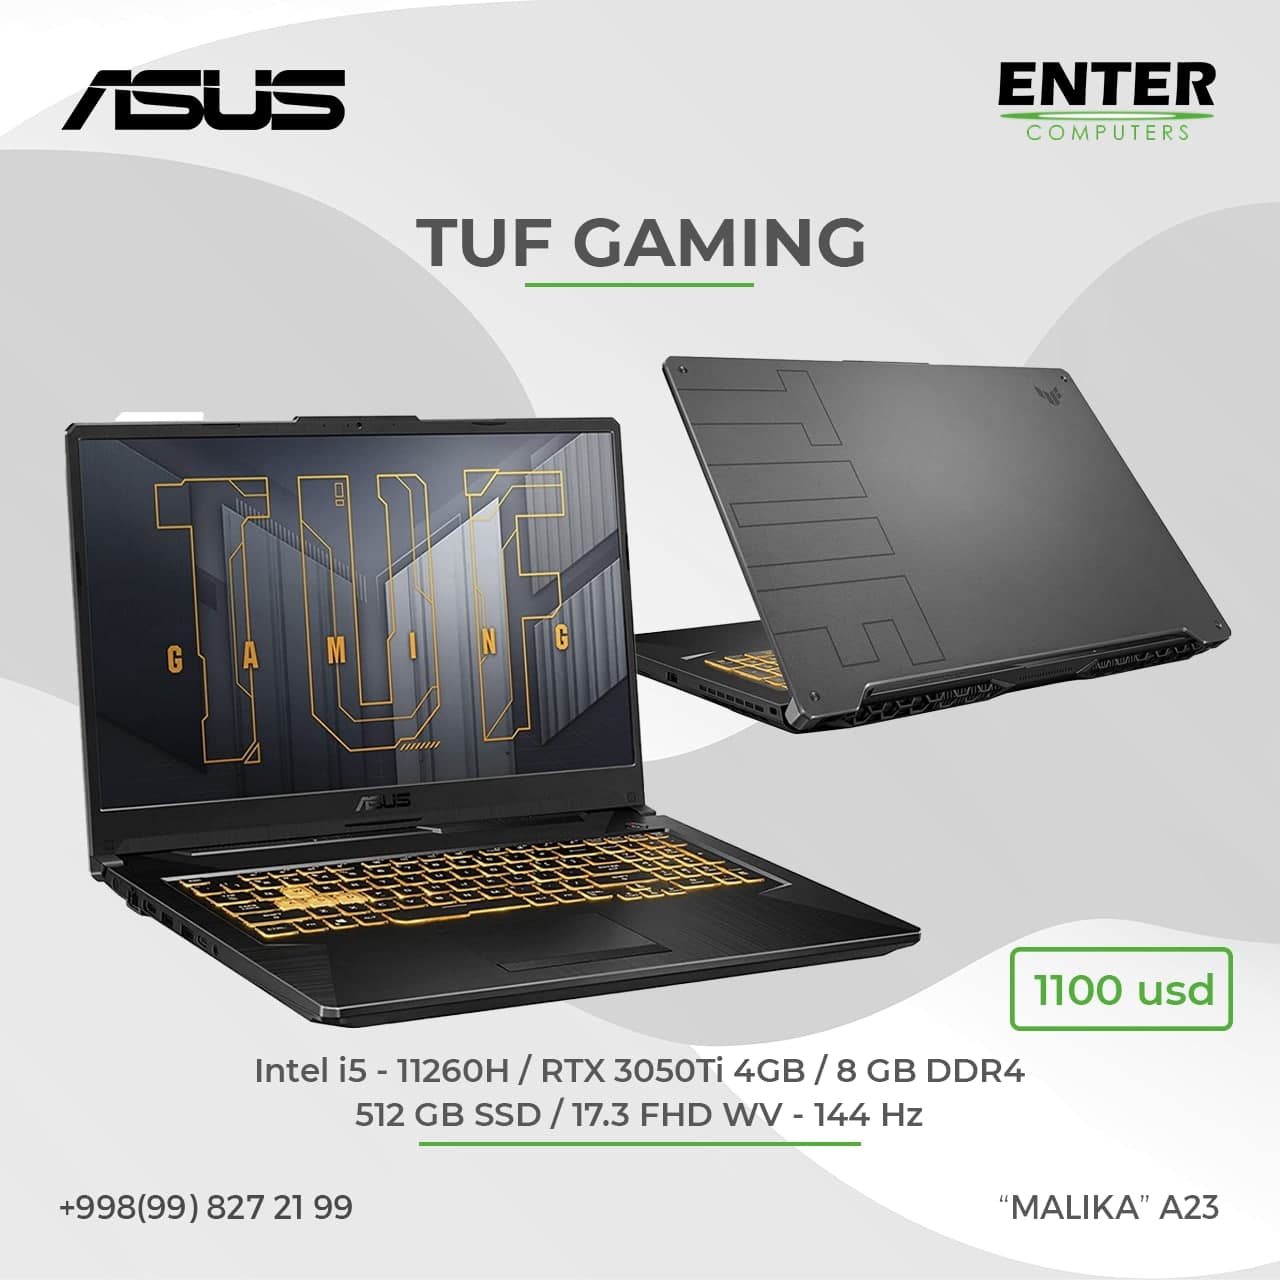 ASUS
ENTER
COMPUTERS
TUF GAMING
TUF
GAMING
ASUS
1100 usd
Intel i5 - 11260H / RTX 3050Ti 4GB / 8 GB DDR4
512 GB SSD / 17.3 FHD WV - 144 Hz
+998(99) 827 21 99
“MALIKA” A23